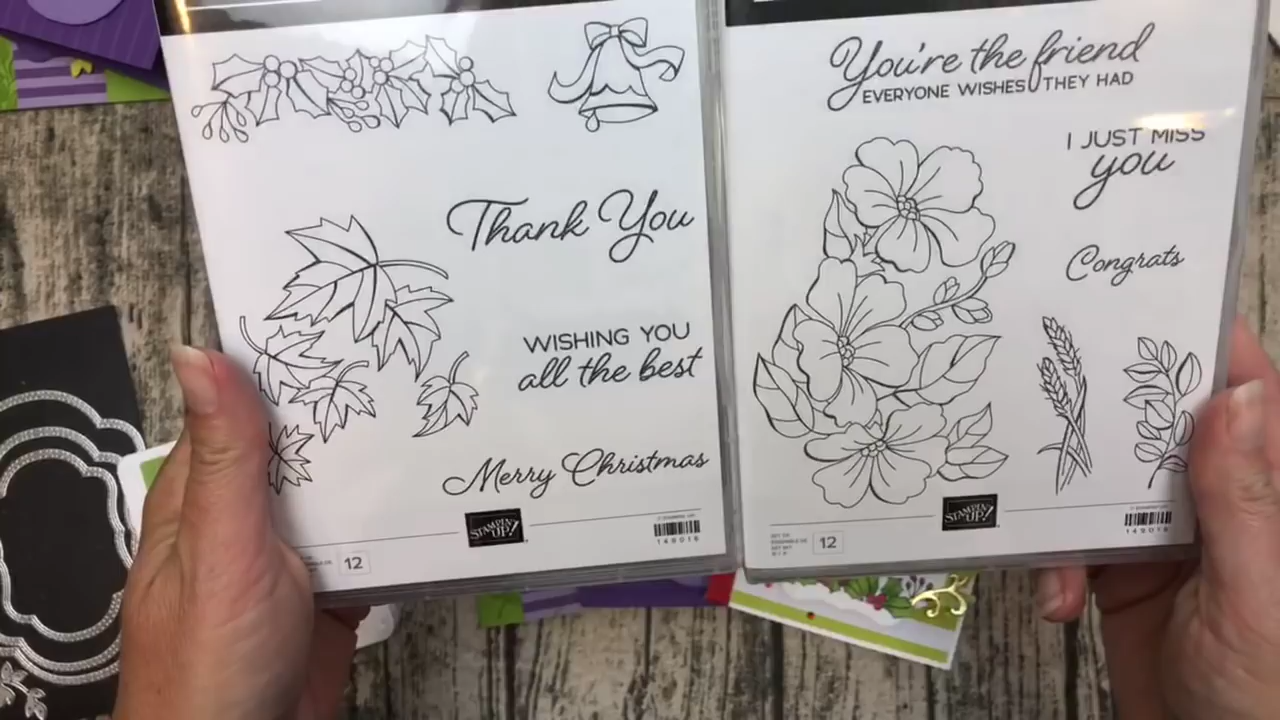 Thank You
WISHING YOU
all the best
Merry Christmas
STAMPIN' UP!
12
You're the friend
EVERYONE WISHES THEY HAD
I JUST MISS
you
Congrats
STAMPIN' UP!
12